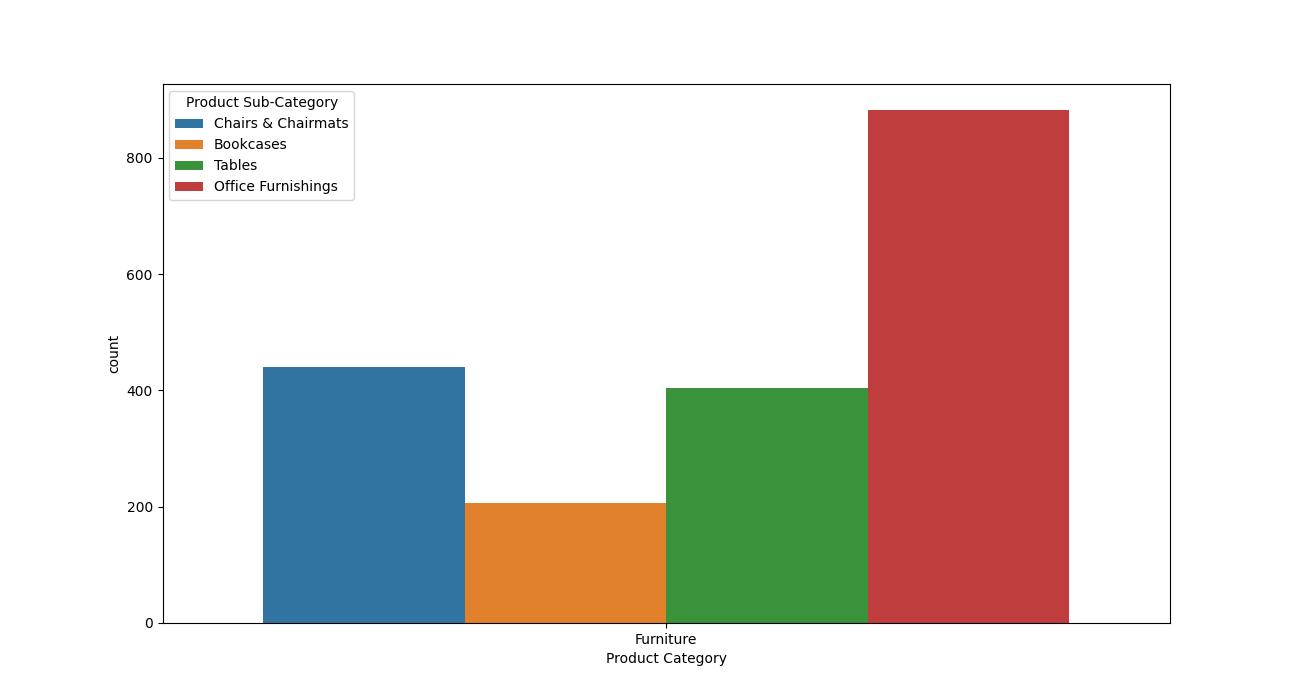 Product Sub-Category
Chairs & Chairmats
Bookcases
Tables
Office Furnishings
800
600
400
200
0
count
Furniture
Product Category